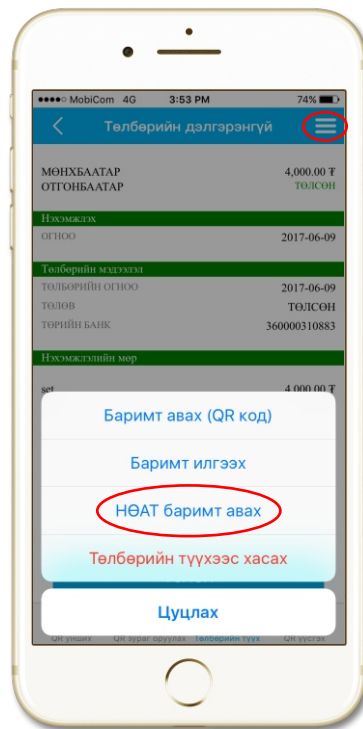 MobiCom 4G 3:53 PM 74%
Төлбөрийн дэлгэрэнгүй
МӨНХБААТАР 4,000.00 ₮
ОТГОНБААТАР ТӨЛСӨН
Нэхэмжлэх
ОГНОО 2017-06-09
Төлбөрийн мэдээлэл
ТӨЛБӨРИЙН ОГНОО 2017-06-09
ТӨЛӨВ ТӨЛСӨН
ТӨРИЙН БАНК 360000310883
Нэхэмжлэлийн мөр
set 4,000.00 ₮
Баримт авах (QR код)
Баримт илгээх
НӨАТ баримт авах
Төлбөрийн түүхээс хасах
Цуцлах
QR унших QR зураг оруулах Төлбөрийн түүх QR үүсгэх